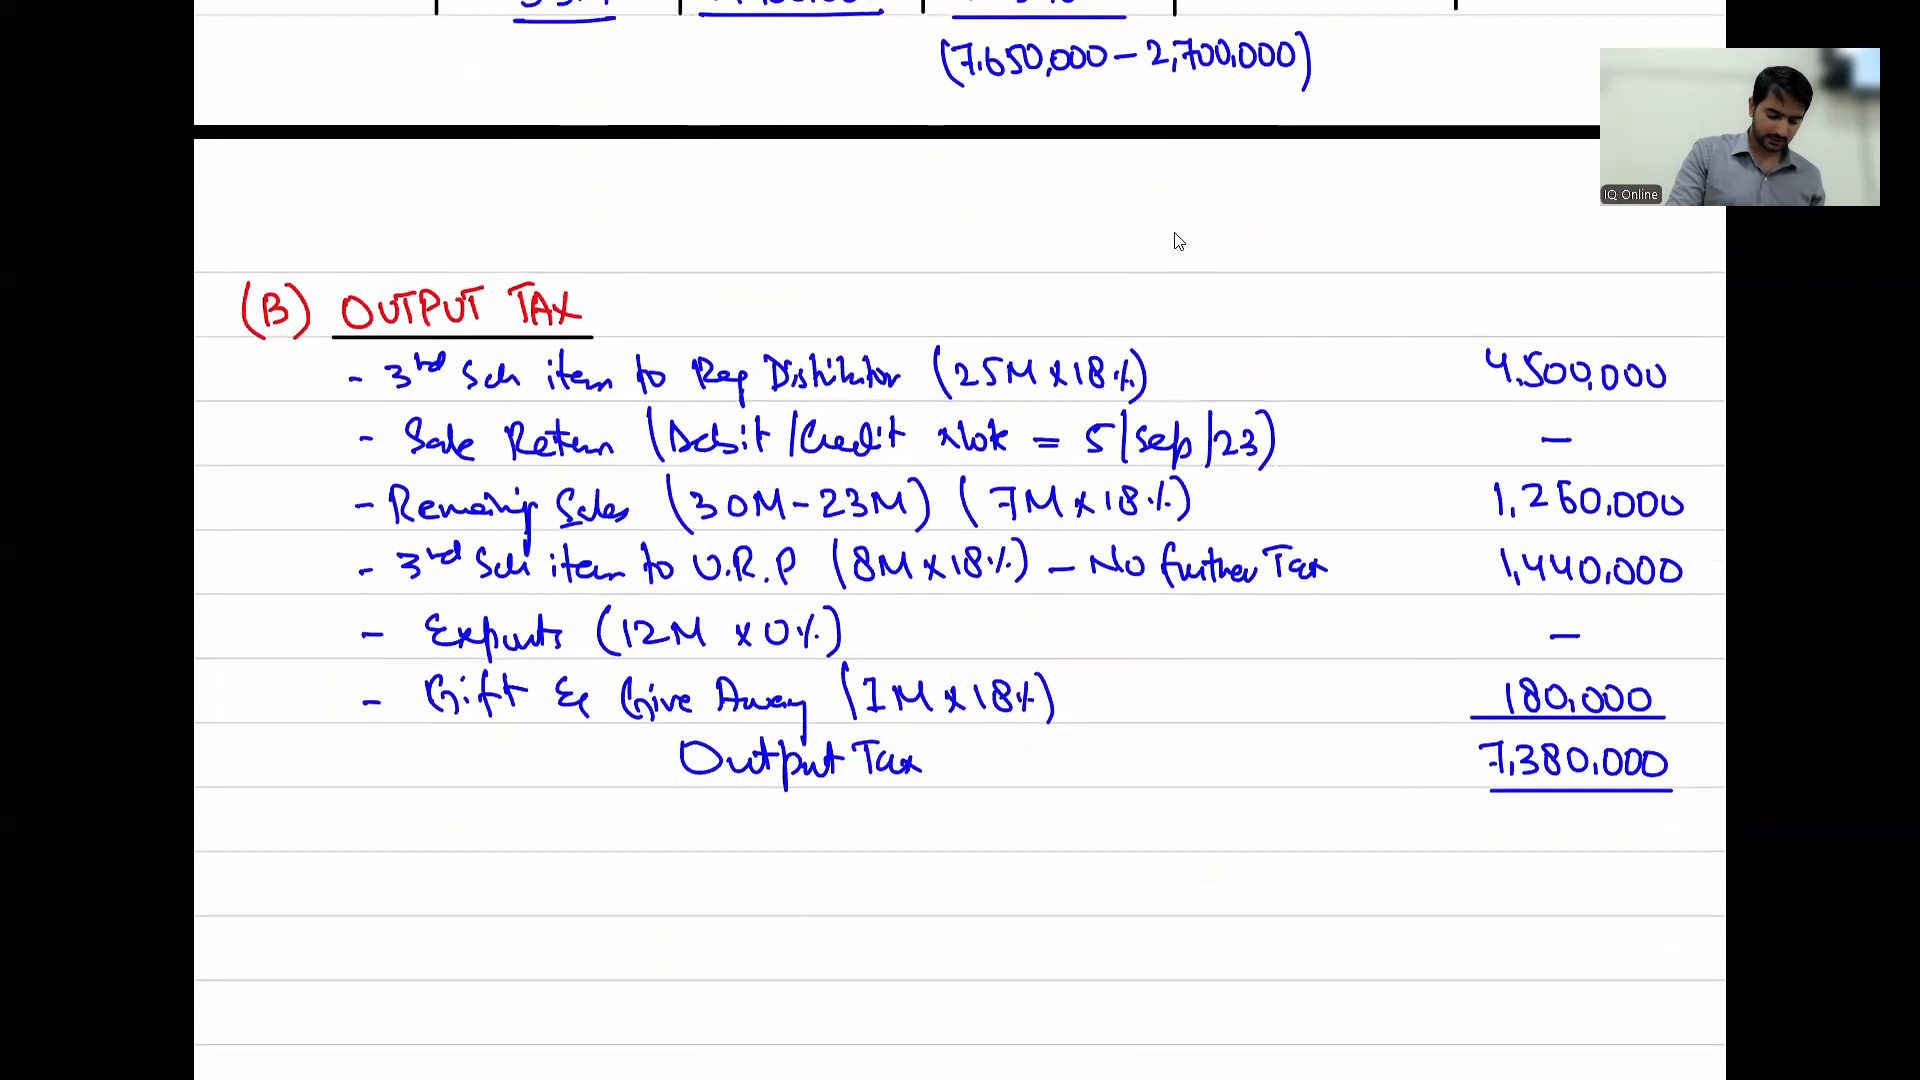 (7,650,000 - 2,700,000)
IQ Online
(B) OUTPUT TAX
- 3rd Sch item to Reg Distributor (25M x 18%) 4,500,000
- Sale Return (Debit/Credit Note = 5/Sep/23) -
- Remaining Sales (30M - 23M) (7M x 18%) 1,260,000
- 3rd Sch item to U.R.P (8M x 18%) - No further Tax 1,440,000
- Exports (12M x 0%) -
- Gift & Give Away (1M x 18%) 180,000
Output Tax 7,380,000